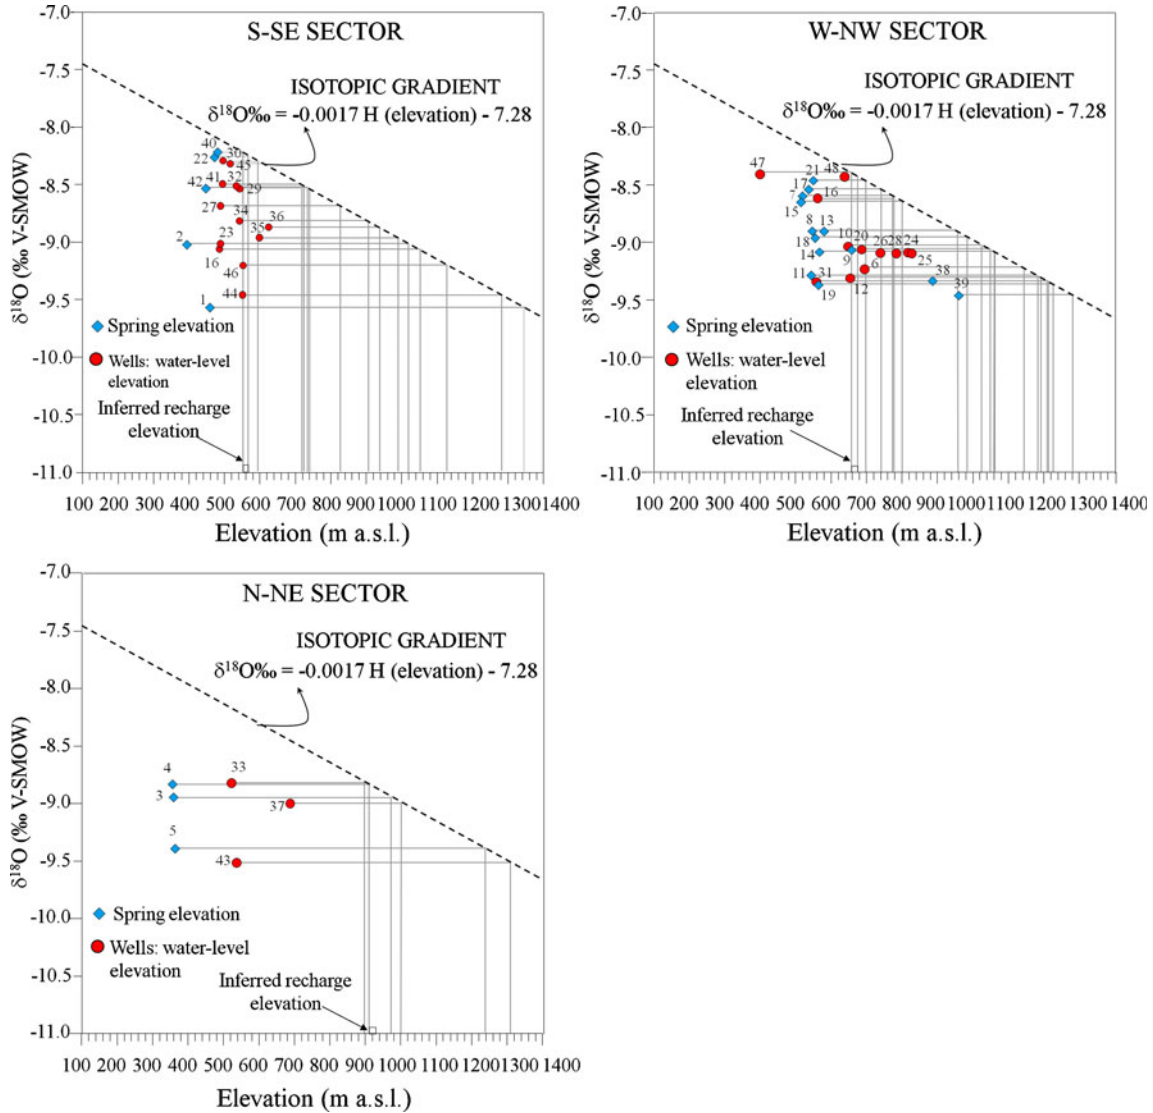 S-SE SECTOR
ISOTOPIC GRADIENT
δ¹⁸O‰ = -0.0017 H (elevation) - 7.28
δ¹⁸O (‰ V-SMOW)
-7.0
-7.5
-8.0
-8.5
-9.0
-9.5
-10.0
-10.5
-11.0
40
30
22
45
41
32
42
29
27
34
36
35
23
2
16
46
44
1
Spring elevation
Wells: water-level
elevation
Inferred recharge
elevation
100 200 300 400 500 600 700 800 900 1000 1100 1200 1300 1400
Elevation (m a.s.l.)
W-NW SECTOR
ISOTOPIC GRADIENT
δ¹⁸O‰ = -0.0017 H (elevation) - 7.28
δ¹⁸O (‰ V-SMOW)
-7.0
-7.5
-8.0
-8.5
-9.0
-9.5
-10.0
-10.5
-11.0
47
21
48
17
7
16
15
8
13
18
10
20
26
28
24
14
9
6
25
11
31
38
19
12
39
Spring elevation
Wells: water-level
elevation
Inferred recharge
elevation
100 200 300 400 500 600 700 800 900 1000 1100 1200 1300 1400
Elevation (m a.s.l.)
N-NE SECTOR
ISOTOPIC GRADIENT
δ¹⁸O‰ = -0.0017 H (elevation) - 7.28
δ¹⁸O (‰ V-SMOW)
-7.0
-7.5
-8.0
-8.5
-9.0
-9.5
-10.0
-10.5
-11.0
4
33
3
37
5
43
Spring elevation
Wells: water-level
elevation
Inferred recharge
elevation
100 200 300 400 500 600 700 800 900 1000 1100 1200 1300 1400
Elevation (m a.s.l.)